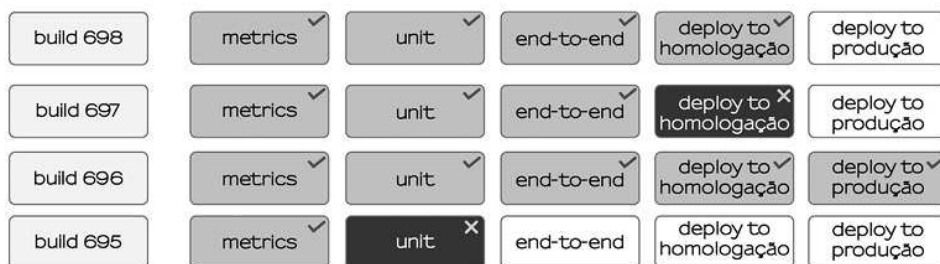 build 698
metrics
unit
end-to-end
deploy to
homologação
deploy to
produção
build 697
metrics
unit
end-to-end
deploy to
homologação
deploy to
produção
build 696
metrics
unit
end-to-end
deploy to
homologação
deploy to
produção
build 695
metrics
unit
end-to-end
deploy to
homologação
deploy to
produção